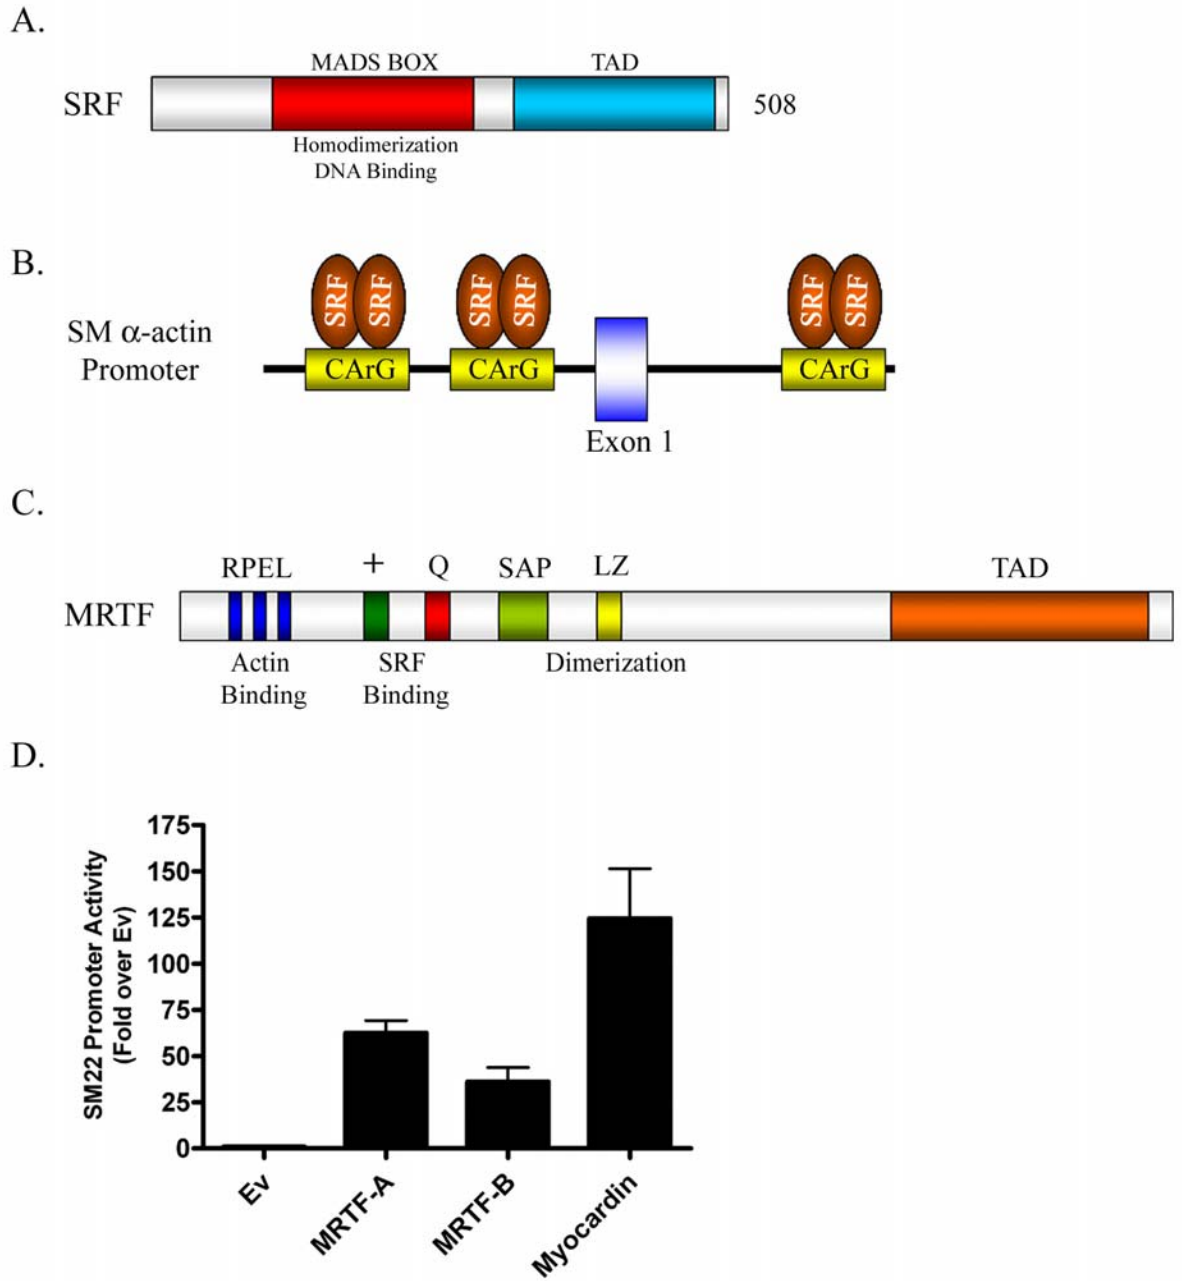 A.
MADS BOX TAD
SRF 508
Homodimerization
DNA Binding
B.
SRF SRF SRF SRF SRF SRF
SM α-actin
Promoter
CArG CArG CArG
Exon 1
C.
RPEL + Q SAP LZ TAD
MRTF
Actin
Binding
SRF
Binding
Dimerization
D.
SM22 Promoter Activity
(Fold over Ev)
175
150
125
100
75
50
25
0
Ev
MRTF-A
MRTF-B
Myocardin